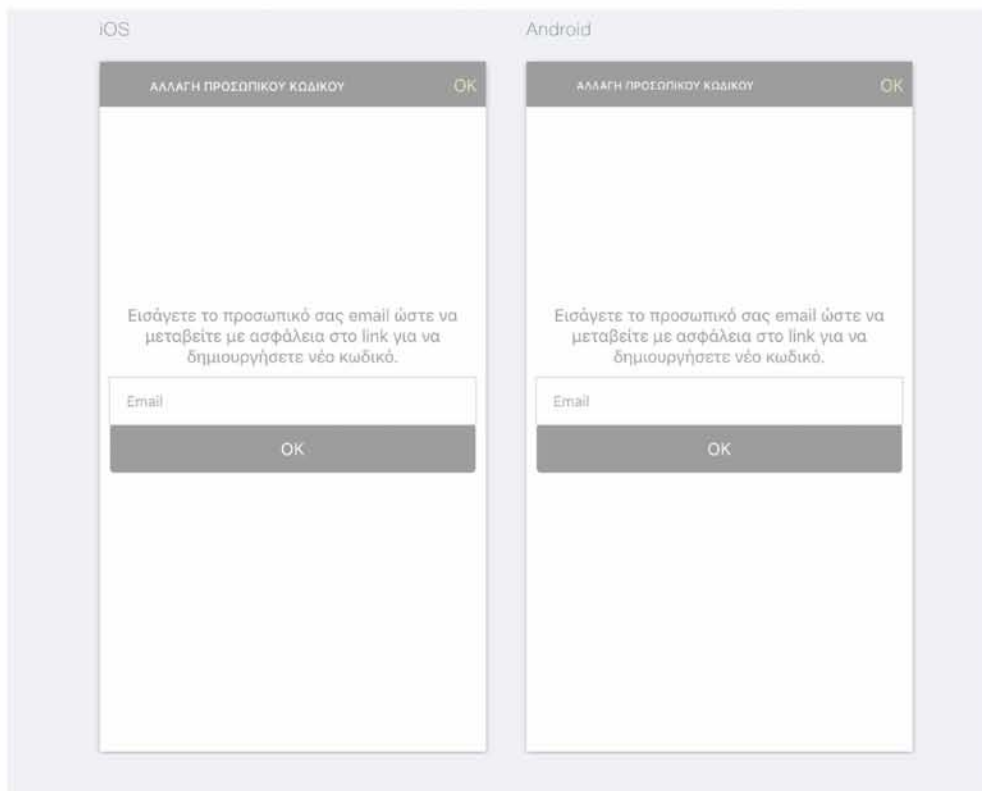 iOS
ΑΛΛΑΓΗ ΠΡΟΣΩΠΙΚΟΥ ΚΩΔΙΚΟΥ OK
Εισάγετε το προσωπικό σας email ώστε να
μεταβείτε με ασφάλεια στο link για να
δημιουργήσετε νέο κωδικό.
Email
OK
Android
ΑΛΛΑΓΗ ΠΡΟΣΩΠΙΚΟΥ ΚΩΔΙΚΟΥ OK
Εισάγετε το προσωπικό σας email ώστε να
μεταβείτε με ασφάλεια στο link για να
δημιουργήσετε νέο κωδικό.
Email
OK